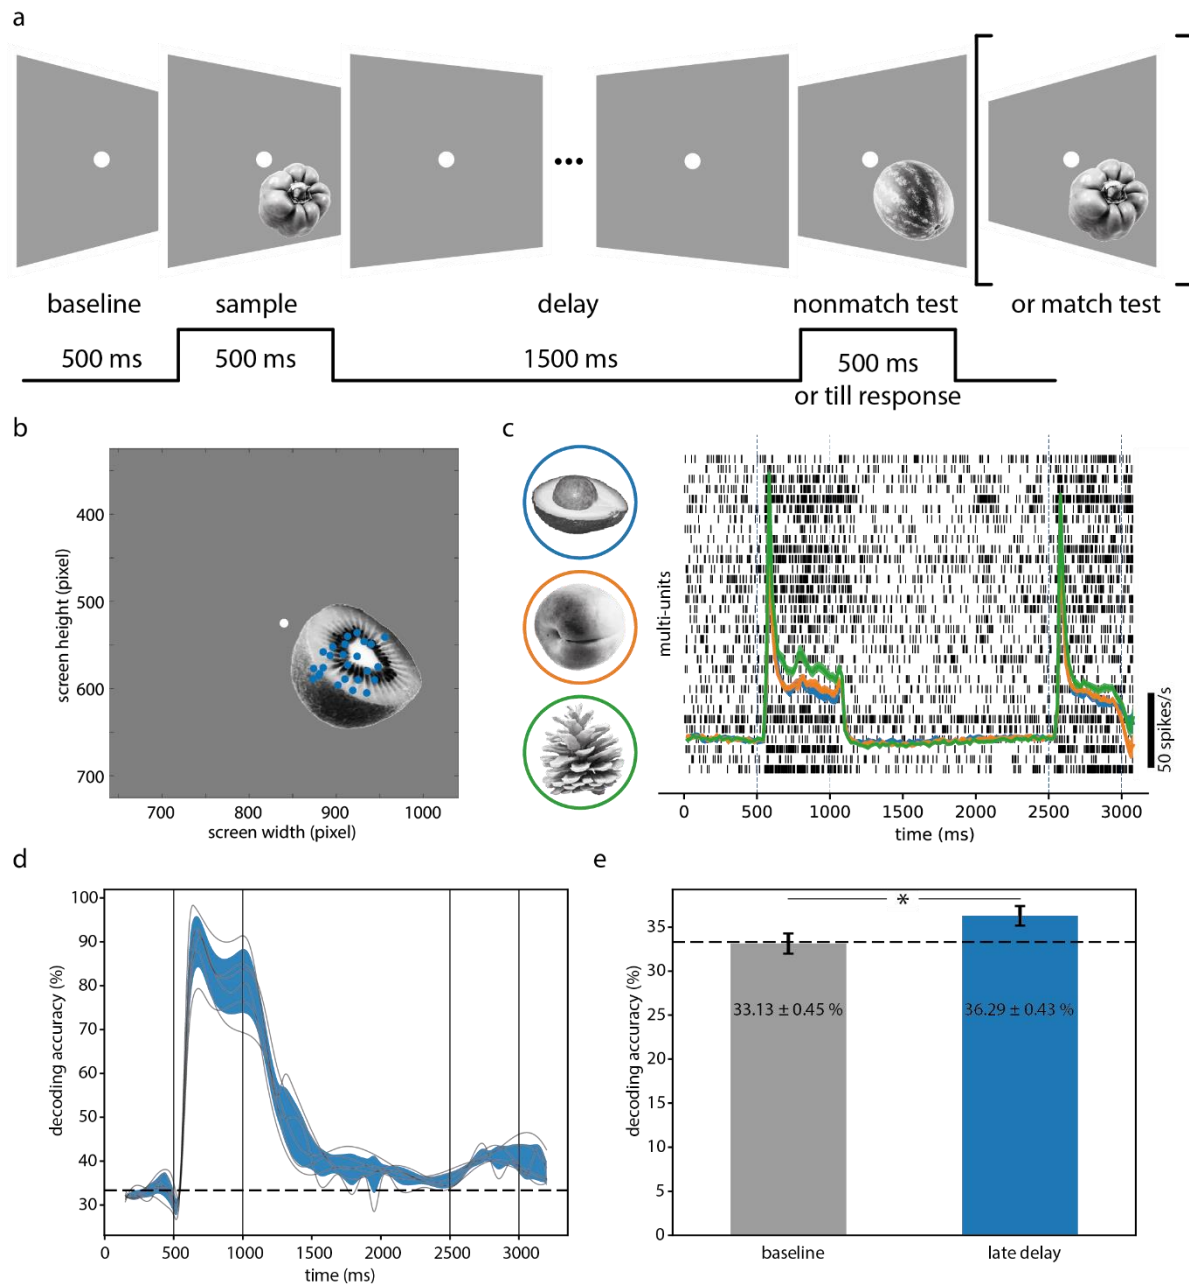 a
baseline
sample
delay
nonmatch test
or match test
500 ms
500 ms
1500 ms
500 ms
or till response
b
400
500
600
700
screen height (pixel)
700
800
900
1000
screen width (pixel)
c
multi-units
50 spikes/s
0
500
1000
1500
2000
2500
3000
time (ms)
d
100
90
80
70
60
50
40
30
decoding accuracy (%)
0
500
1000
1500
2000
2500
3000
time (ms)
e
*
35
30
25
20
15
10
5
0
decoding accuracy (%)
33.13 ± 0.45 %
36.29 ± 0.43 %
baseline
late delay